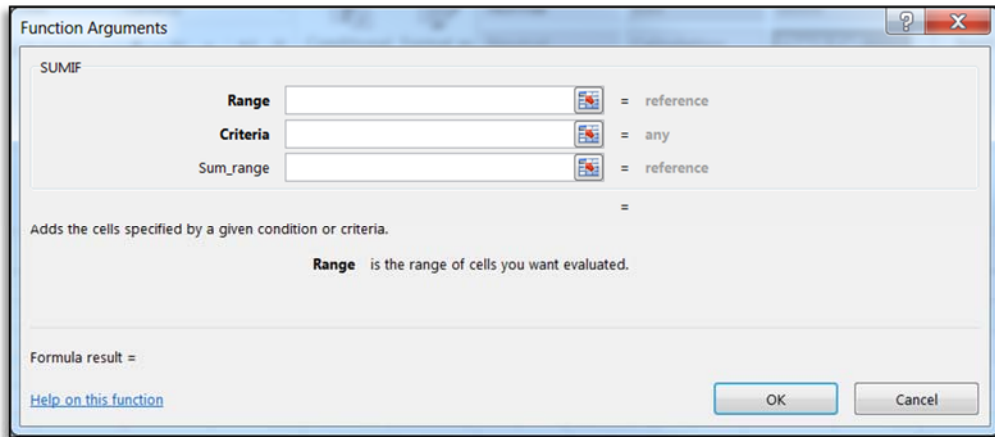 Function Arguments
SUMIF
Range = reference
Criteria = any
Sum_range = reference
=
Adds the cells specified by a given condition or criteria.
Range is the range of cells you want evaluated.
Formula result =
Help on this function OK Cancel